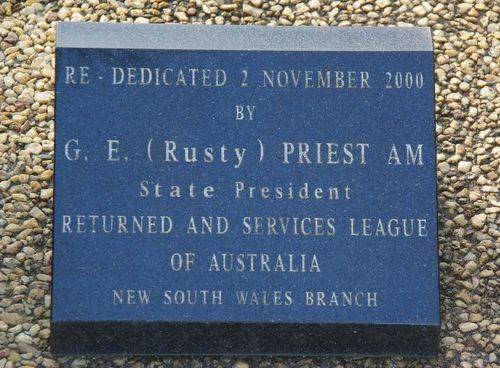 RE - DEDICATED 2 NOVEMBER 2000
BY
G. E. (Rusty) PRIEST AM
State President
RETURNED AND SERVICES LEAGUE
OF AUSTRALIA
NEW SOUTH WALES BRANCH